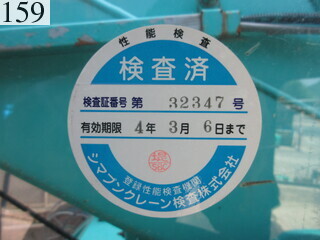 159
性能検査
検査済
検査証番号 第 32347 号
有効期限 4年 3月 6日まで
登録性能検査機関
シマブンクレーン検査株式会社